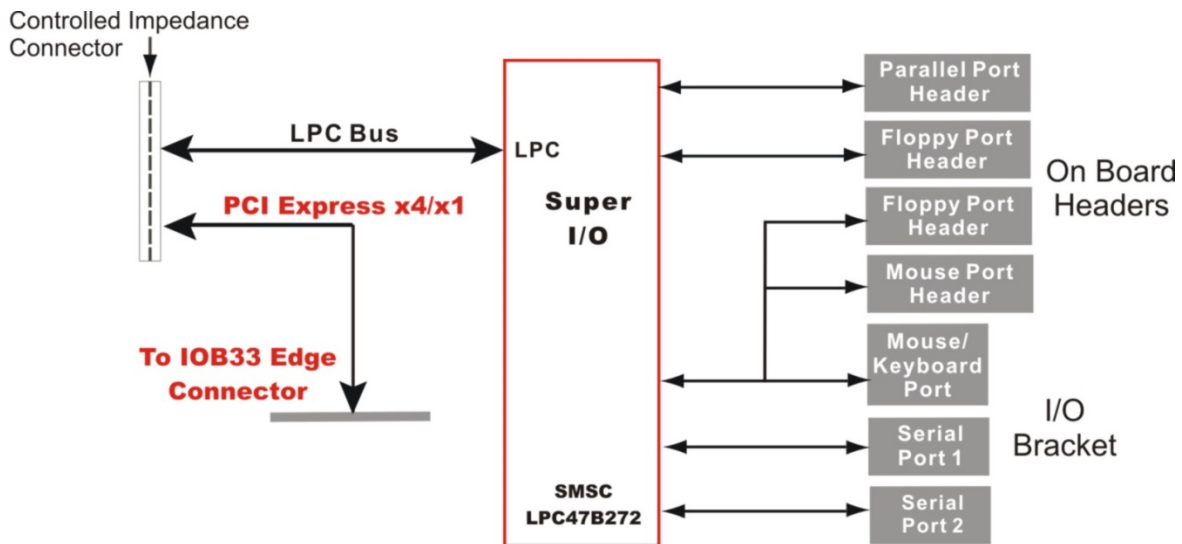 Controlled Impedance
Connector
LPC Bus
PCI Express x4/x1
To IOB33 Edge
Connector
LPC
Super
I/O
SMSC
LPC47B272
Parallel Port
Header
Floppy Port
Header
Floppy Port
Header
Mouse Port
Header
Mouse/
Keyboard
Port
Serial
Port 1
Serial
Port 2
On Board
Headers
I/O
Bracket